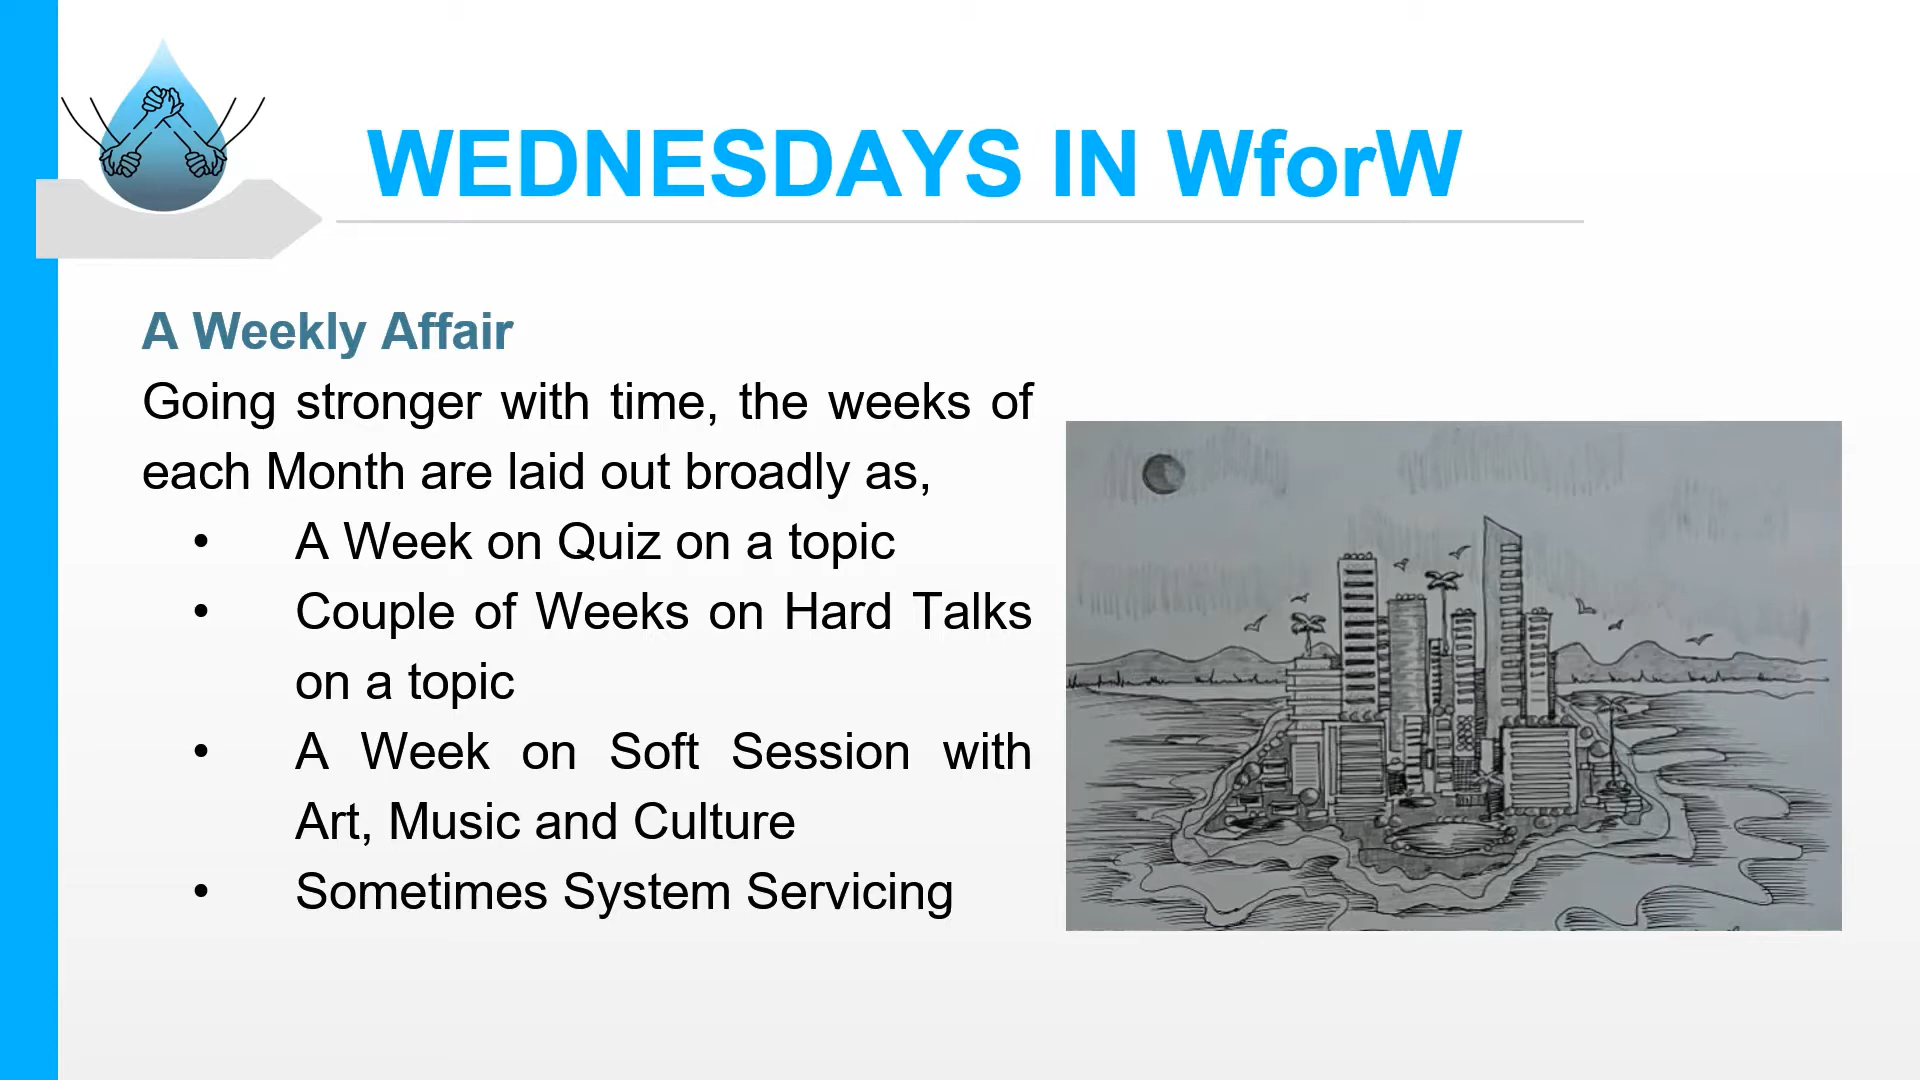 WEDNESDAYS IN WforW
A Weekly Affair
Going stronger with time, the weeks of
each Month are laid out broadly as,
• A Week on Quiz on a topic
• Couple of Weeks on Hard Talks
on a topic
• A Week on Soft Session with
Art, Music and Culture
• Sometimes System Servicing